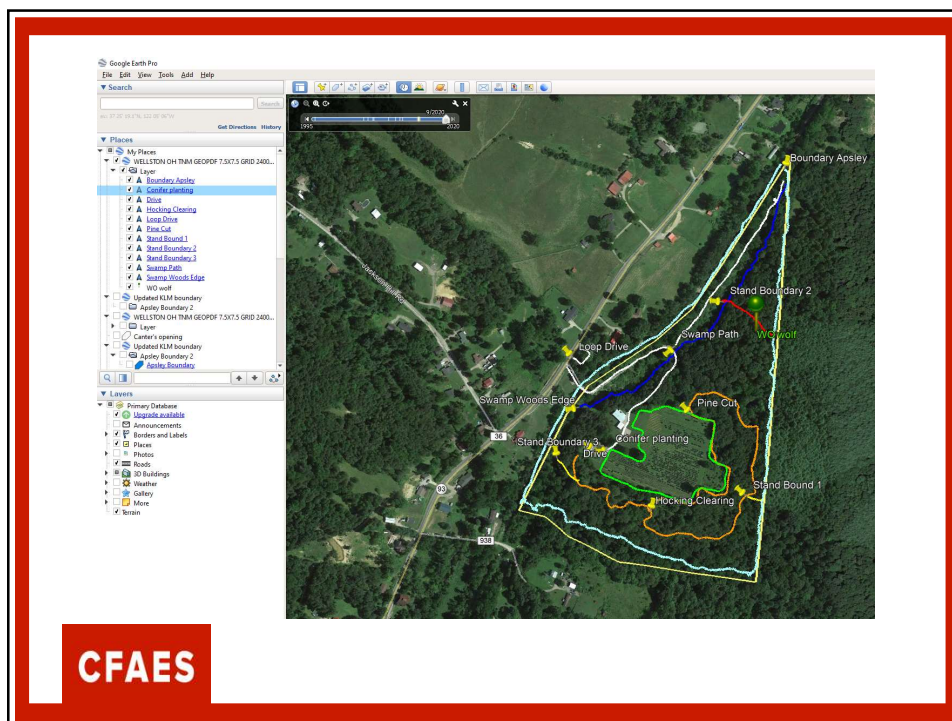 Google Earth Pro
File Edit View Tools Add Help
Search
Search
Get Directions History
Places
My Places
WELLSTON OH TNM GEOPDF 7.5X7.5 GRID 2400...
Layer
Boundary Apsley
Conifer planting
Drive
Hocking Clearing
Loop Drive
Pine Cut
Stand Bound 1
Stand Boundary 2
Stand Boundary 3
Swamp Path
Swamp Woods Edge
WO wolf
Updated KLM boundary
Apsley Boundary 2
WELLSTON OH TNM GEOPDF 7.5X7.5 GRID 2400...
Layer
Canter's opening
Updated KLM boundary
Apsley Boundary 2
Apsley Boundary
Layers
Primary Database
Upgrade available
Announcements
Borders and Labels
Places
Photos
Roads
3D Buildings
Weather
Gallery
More
Terrain
9/2020
1995 2020
Boundary Apsley
Stand Boundary 2
WO wolf
Swamp Path
Loop Drive
Swamp Woods Edge
Pine Cut
36
Stand Boundary 3
Conifer planting
Drive
Stand Bound 1
93
Hocking Clearing
938
CFAES